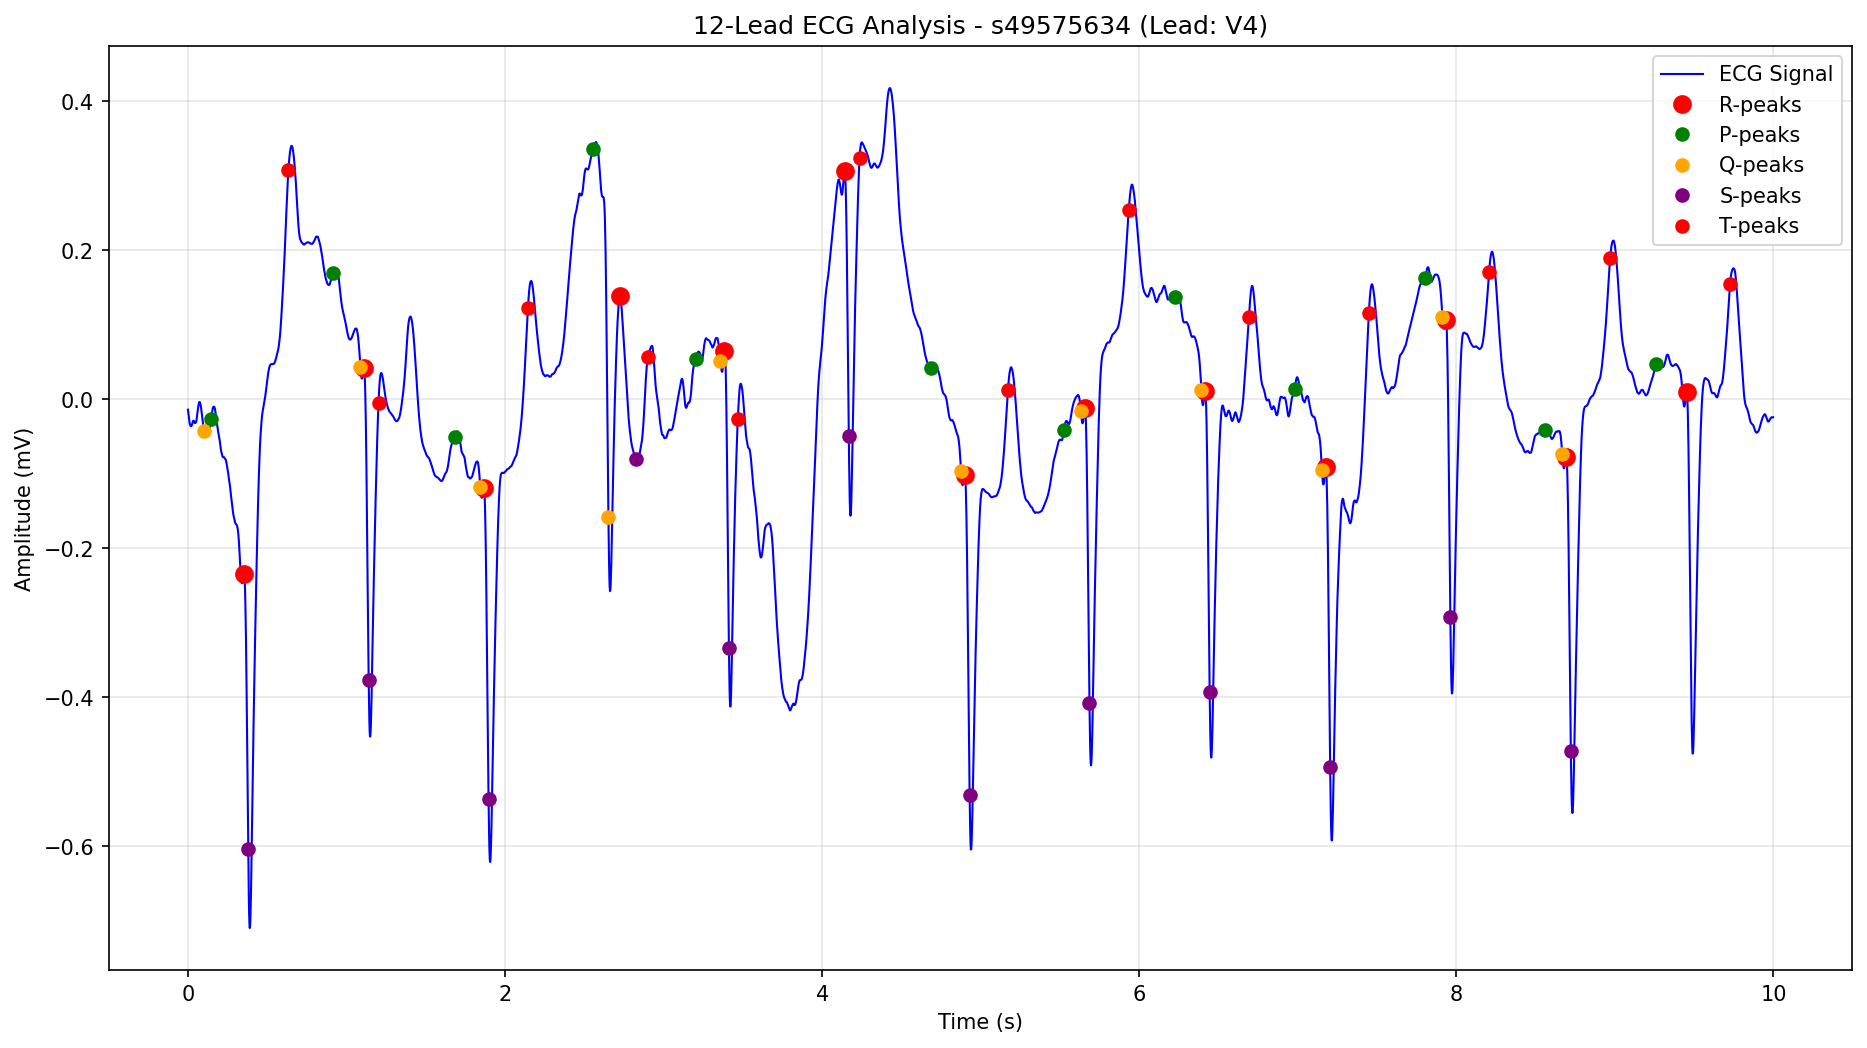 12-Lead ECG Analysis - s49575634 (Lead: V4)
ECG Signal
R-peaks
P-peaks
Q-peaks
S-peaks
T-peaks
Amplitude (mV)
0.4
0.2
0.0
−0.2
−0.4
−0.6
0 2 4 6 8 10
Time (s)